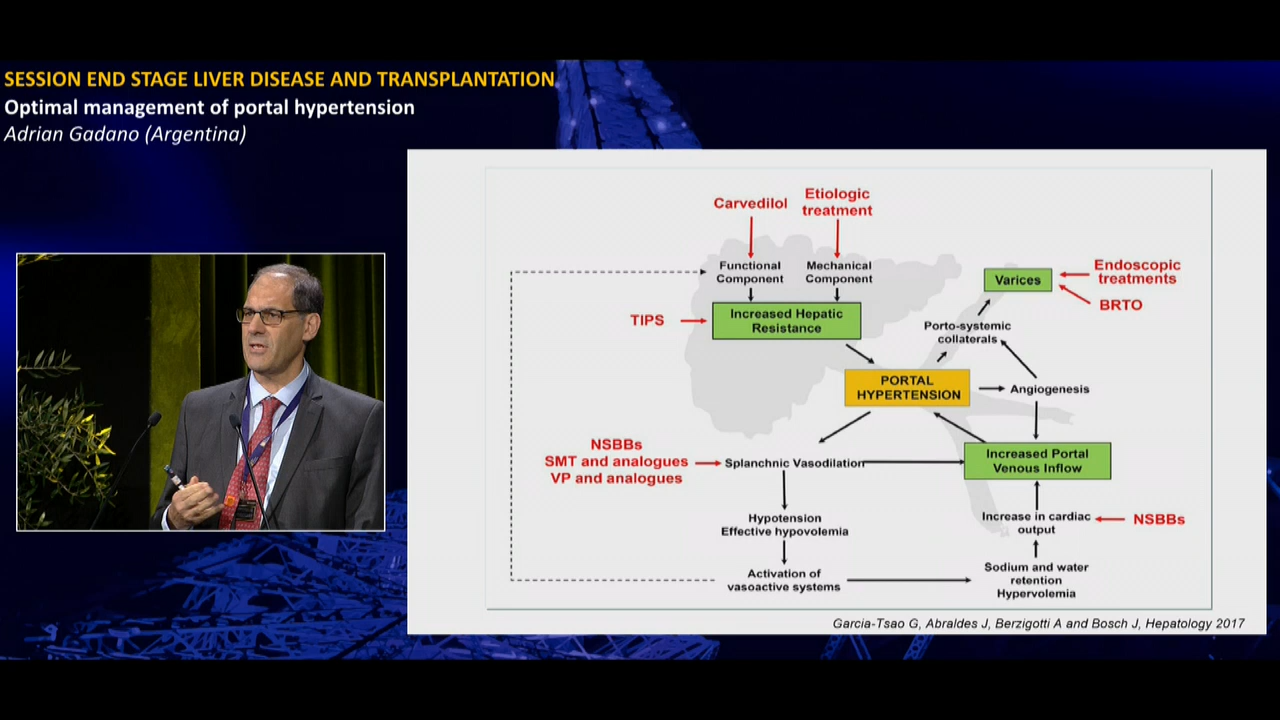 SESSION END STAGE LIVER DISEASE AND TRANSPLANTATION
Optimal management of portal hypertension
Adrian Gadano (Argentina)
Carvedilol
Etiologic
treatment
Functional
Component
Mechanical
Component
TIPS
Increased Hepatic
Resistance
Varices
Endoscopic
treatments
BRTO
Porto-systemic
collaterals
PORTAL
HYPERTENSION
Angiogenesis
NSBBs
SMT and analogues
VP and analogues
Splanchnic Vasodilation
Increased Portal
Venous Inflow
Hypotension
Effective hypovolemia
Increase in cardiac
output
NSBBs
Activation of
vasoactive systems
Sodium and water
retention
Hypervolemia
Garcia-Tsao G, Abraldes J, Berzigotti A and Bosch J, Hepatology 2017